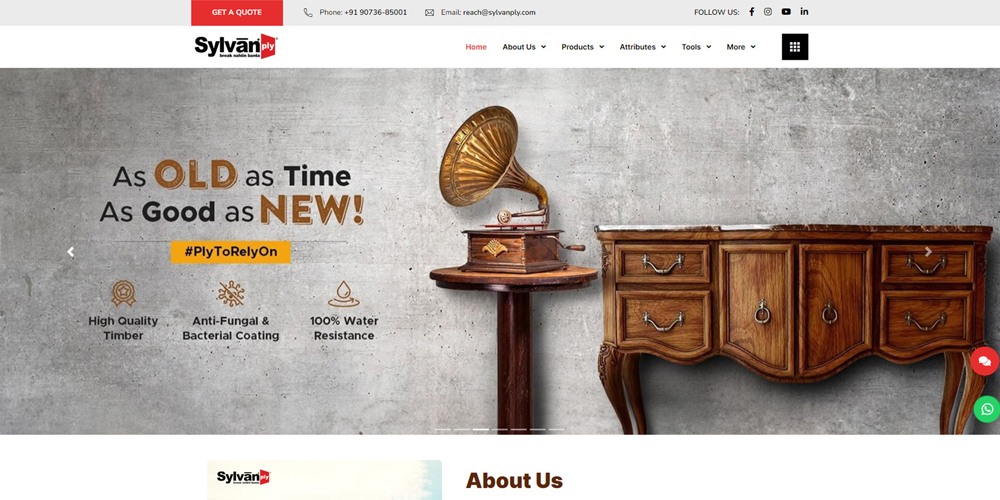 GET A QUOTE
Phone: +91 90736-85001
Email: reach@sylvanply.com
FOLLOW US:
Sylvan ply
break nahin banta
Home
About Us
Products
Attributes
Tools
More
As OLD as Time
As Good as NEW!
#PlyToRelyOn
High Quality
Timber
Anti-Fungal &
Bacterial Coating
100% Water
Resistance
Sylvan ply
About Us